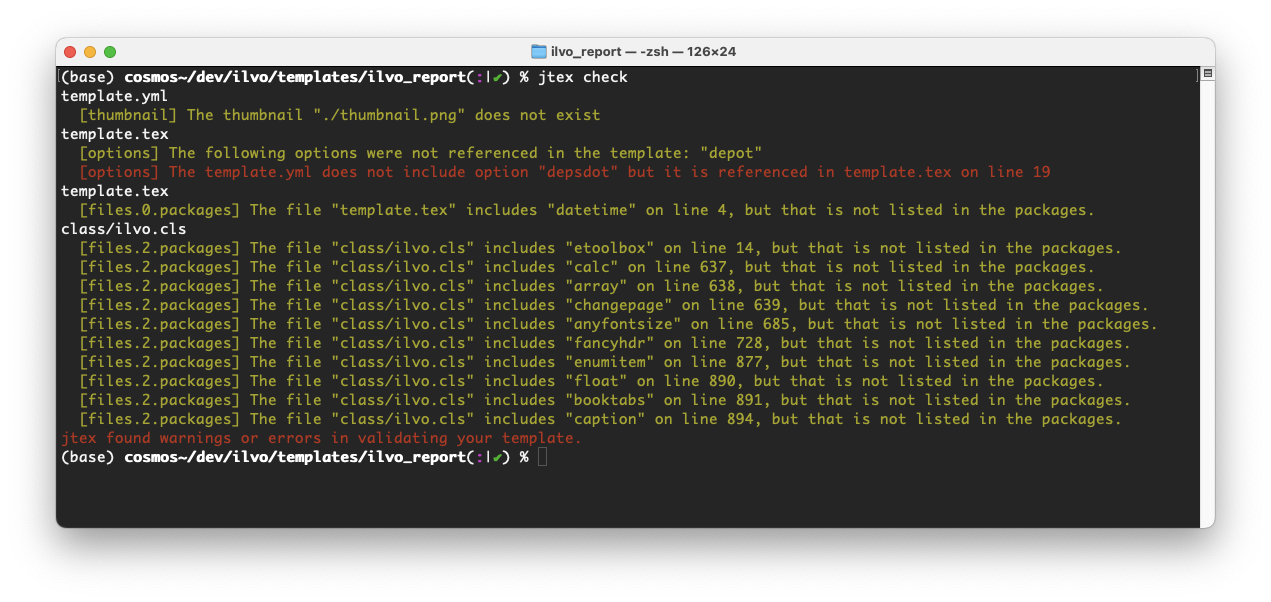 ilvo_report — -zsh — 126×24
(base) cosmos~/dev/ilvo/templates/ilvo_report(:|✔) % jtex check
template.yml
[thumbnail] The thumbnail "./thumbnail.png" does not exist
template.tex
[options] The following options were not referenced in the template: "depot"
[options] The template.yml does not include option "depsdot" but it is referenced in template.tex on line 19
template.tex
[files.0.packages] The file "template.tex" includes "datetime" on line 4, but that is not listed in the packages.
class/ilvo.cls
[files.2.packages] The file "class/ilvo.cls" includes "etoolbox" on line 14, but that is not listed in the packages.
[files.2.packages] The file "class/ilvo.cls" includes "calc" on line 637, but that is not listed in the packages.
[files.2.packages] The file "class/ilvo.cls" includes "array" on line 638, but that is not listed in the packages.
[files.2.packages] The file "class/ilvo.cls" includes "changepage" on line 639, but that is not listed in the packages.
[files.2.packages] The file "class/ilvo.cls" includes "anyfontsize" on line 685, but that is not listed in the packages.
[files.2.packages] The file "class/ilvo.cls" includes "fancyhdr" on line 728, but that is not listed in the packages.
[files.2.packages] The file "class/ilvo.cls" includes "enumitem" on line 877, but that is not listed in the packages.
[files.2.packages] The file "class/ilvo.cls" includes "float" on line 890, but that is not listed in the packages.
[files.2.packages] The file "class/ilvo.cls" includes "booktabs" on line 891, but that is not listed in the packages.
[files.2.packages] The file "class/ilvo.cls" includes "caption" on line 894, but that is not listed in the packages.
jtex found warnings or errors in validating your template.
(base) cosmos~/dev/ilvo/templates/ilvo_report(:|✔) %